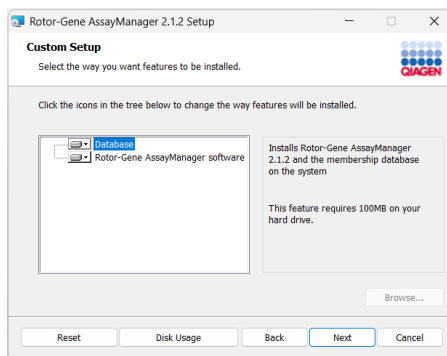 Rotor-Gene AssayManager 2.1.2 Setup
Custom Setup
Select the way you want features to be installed.
QIAGEN
Click the icons in the tree below to change the way features will be installed.
Database
Rotor-Gene AssayManager software
Installs Rotor-Gene AssayManager
2.1.2 and the membership database
on the system
This feature requires 100MB on your
hard drive.
Browse...
Reset Disk Usage Back Next Cancel